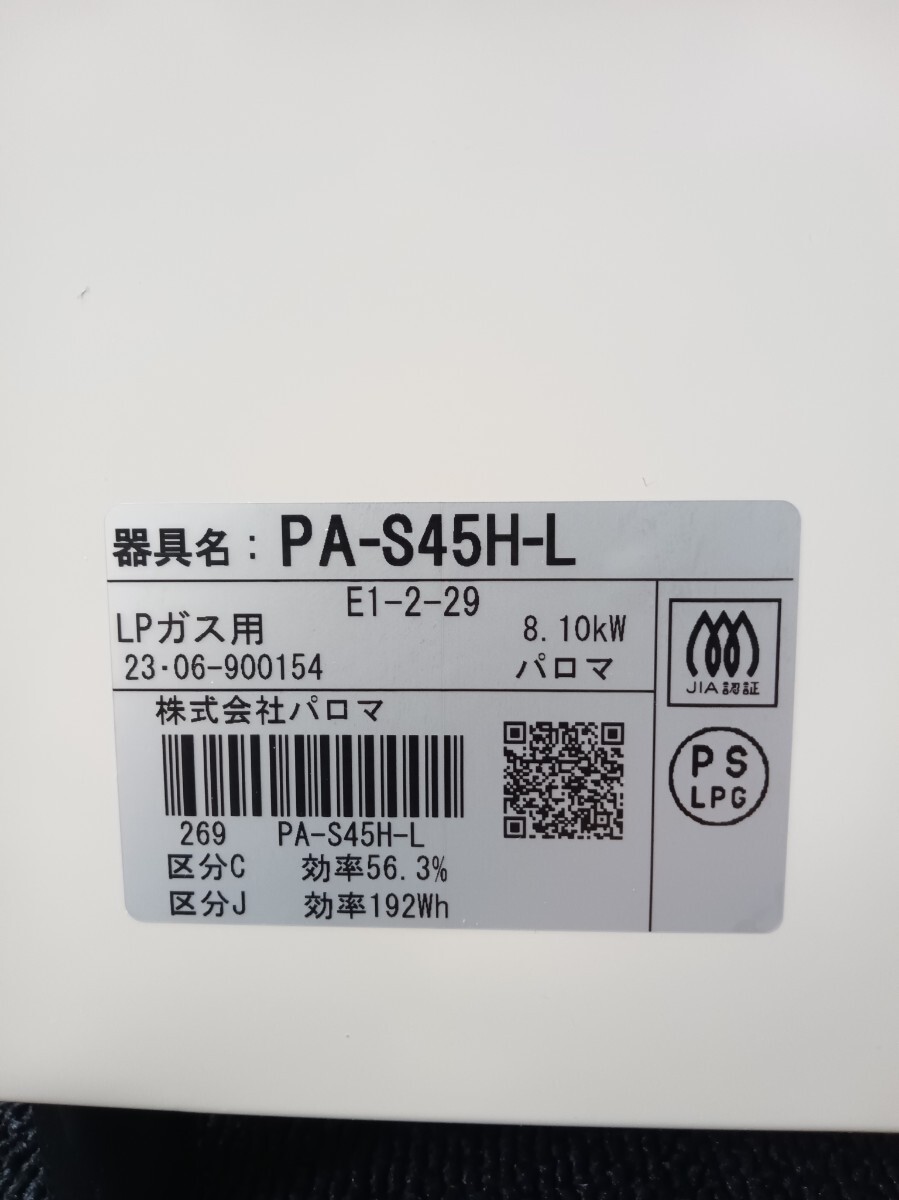 器具名：PA-S45H-L
E1-2-29
LPガス用 8.10kW
23・06-900154 パロマ
JIA認証
株式会社パロマ
PS
LPG
269 PA-S45H-L
区分C 効率56.3%
区分J 効率192Wh